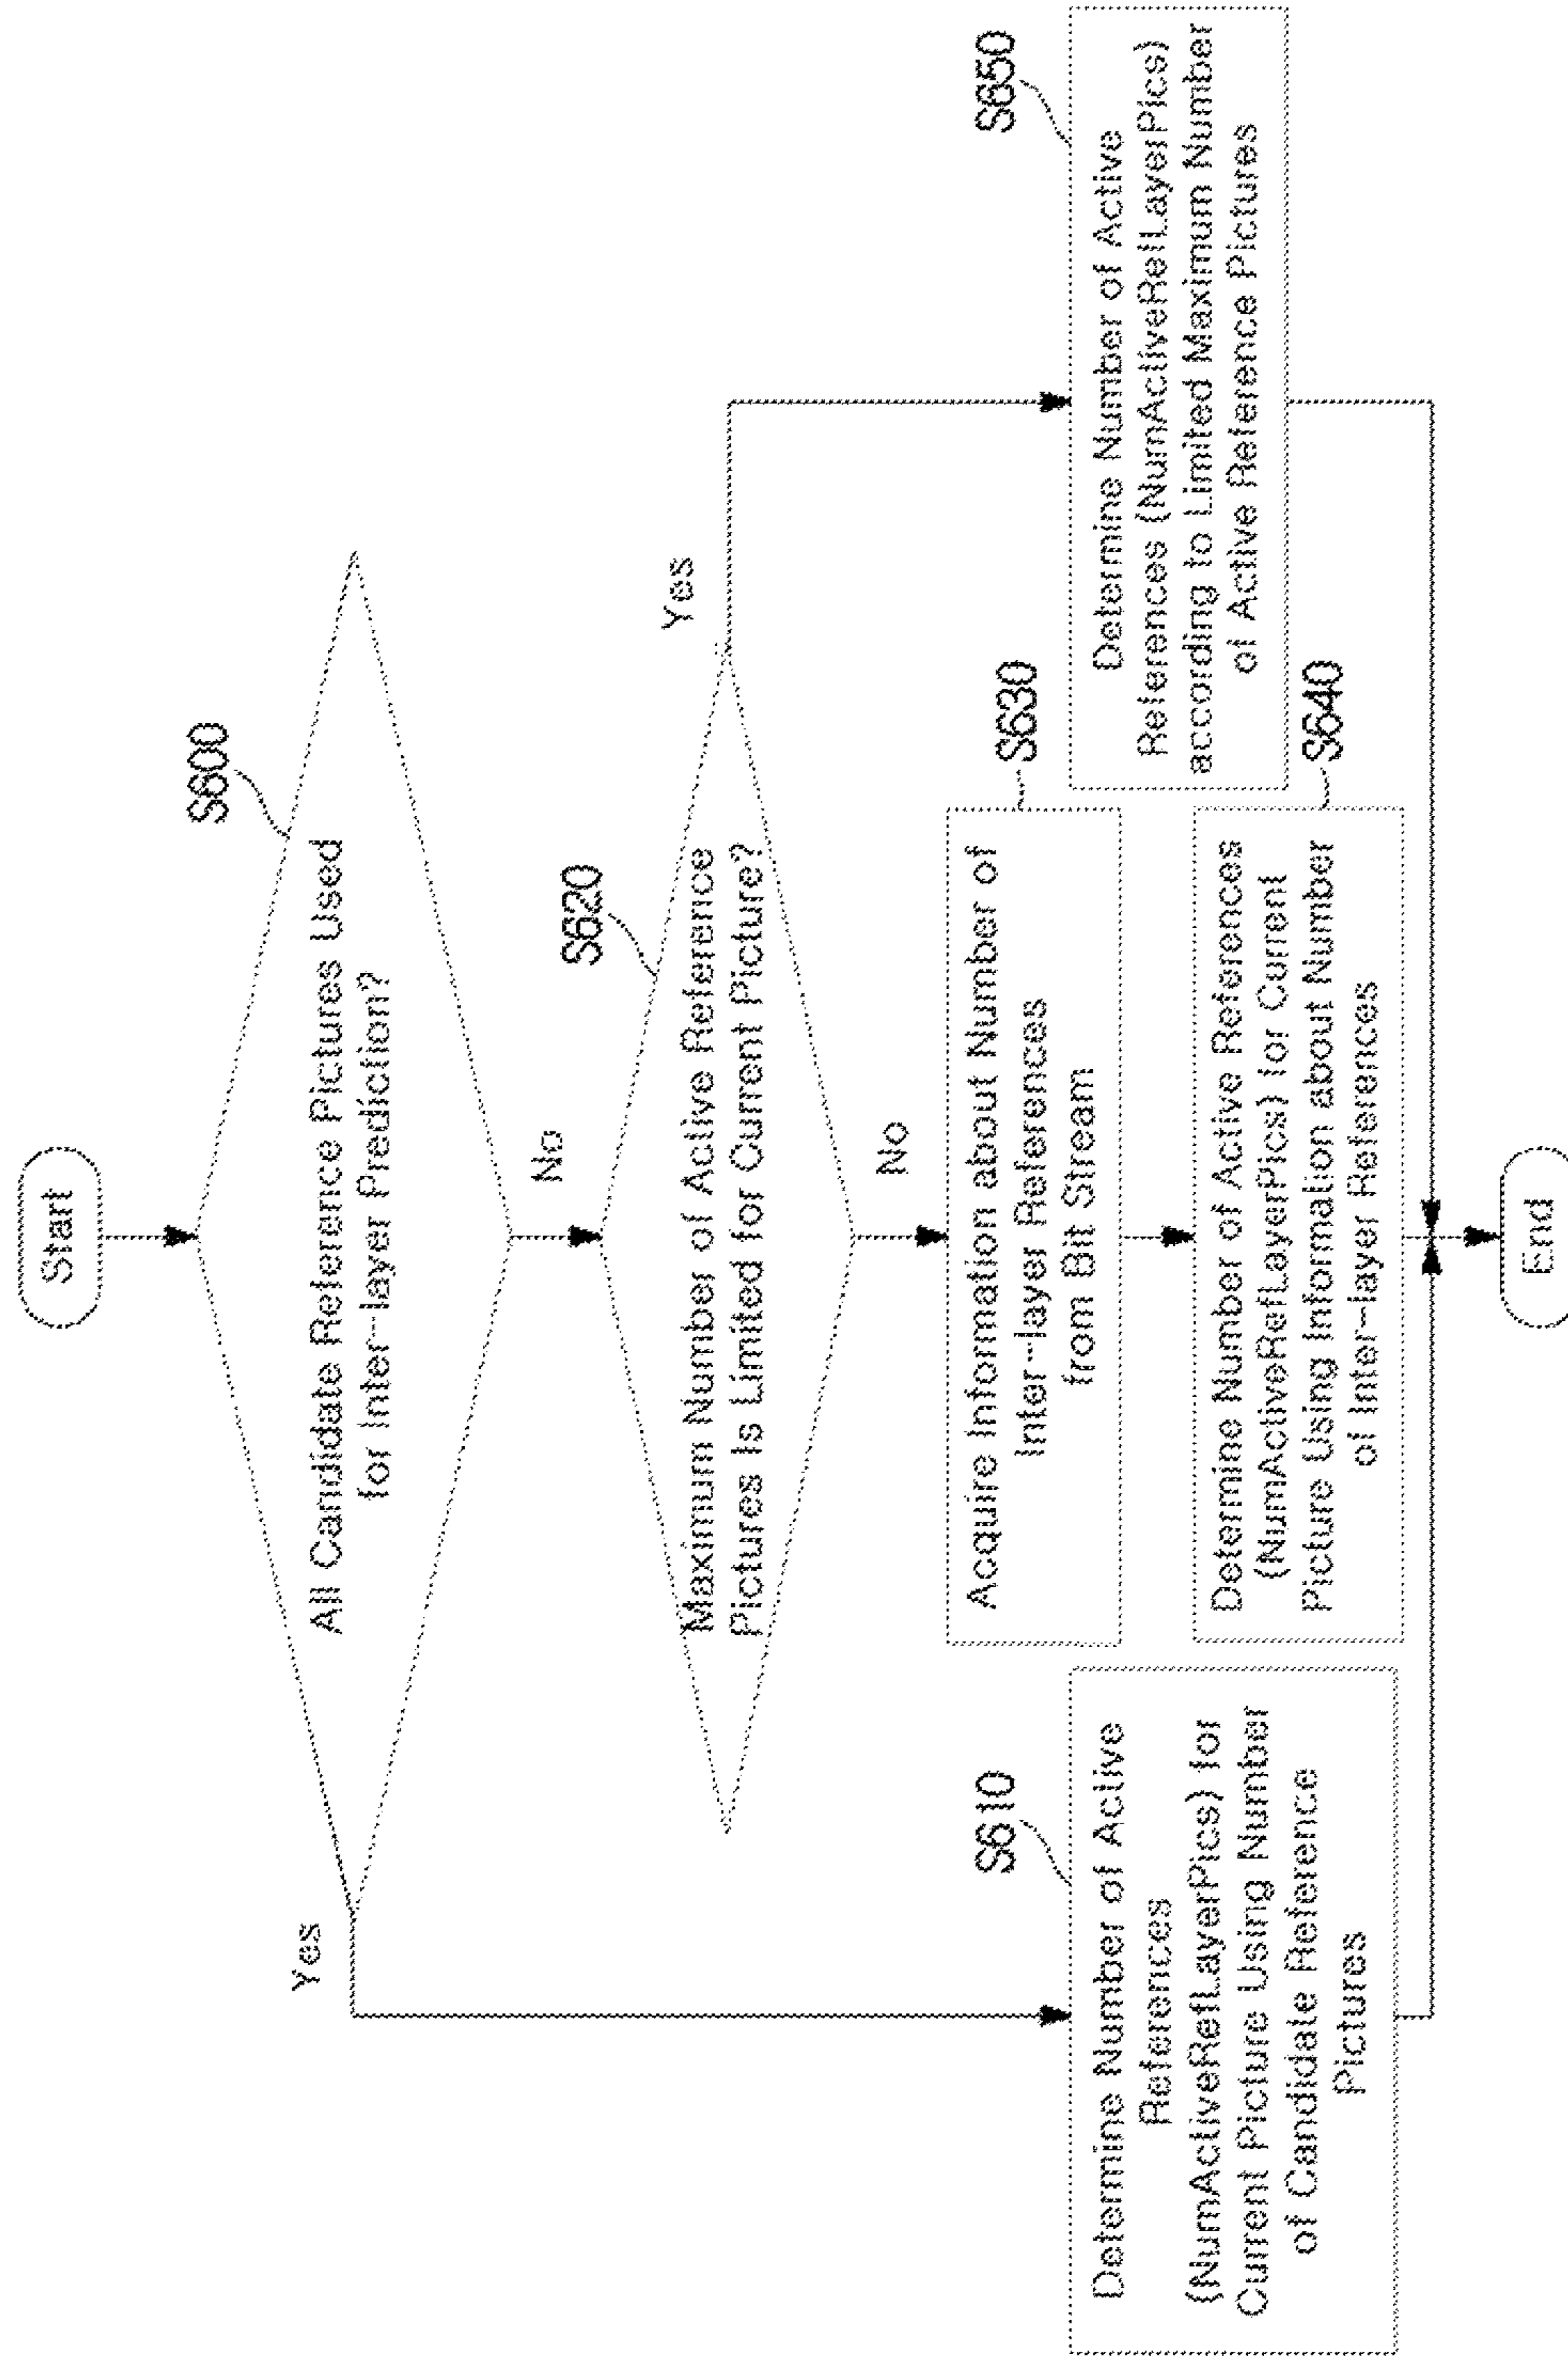 Start
S600
All Candidate Reference Pictures Used
for Inter-layer Prediction?
Yes
No
S620
Maximum Number of Active Reference
Pictures Is Limited for Current Picture?
Yes
No
S610
Determine Number of Active
References
(NumActiveRefLayerPics) for
Current Picture Using Number
of Candidate Reference
Pictures
S630
Acquire Information about Number of
Inter-layer References
from Bit Stream
S640
Determine Number of Active References
(NumActiveRefLayerPics) for Current
Picture Using Information about Number
of Inter-layer References
S650
Determine Number of Active
References (NumActiveRefLayerPics)
according to Limited Maximum Number
of Active Reference Pictures
End